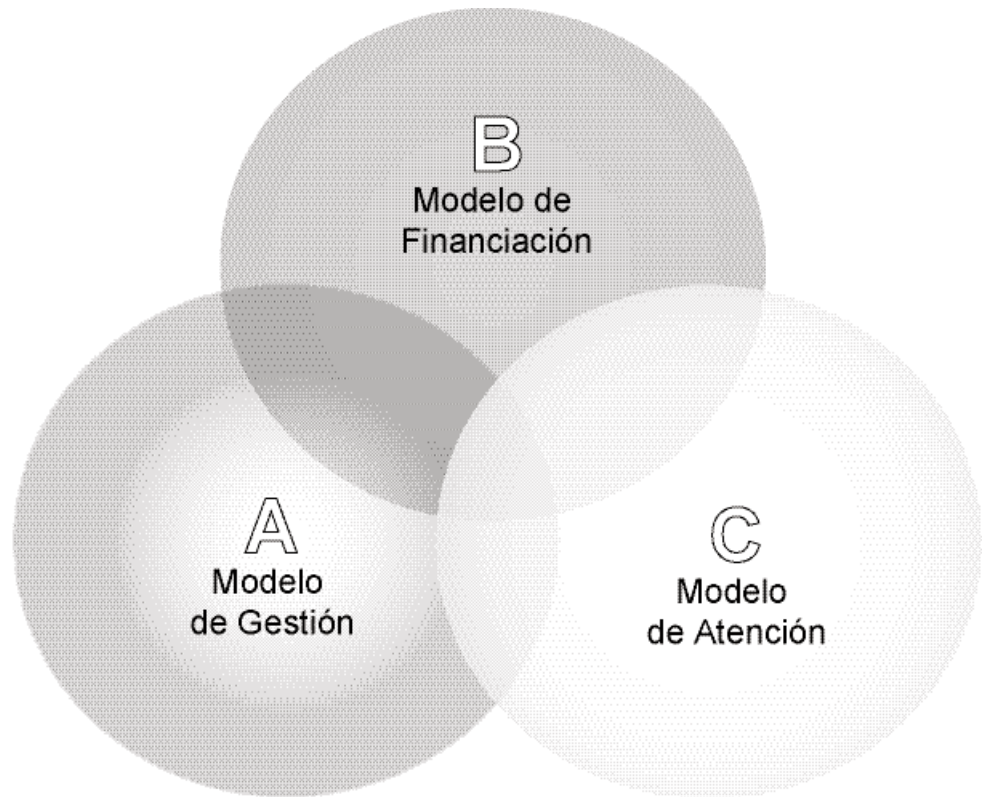 B
Modelo de
Financiación
A
Modelo
de Gestión
C
Modelo
de Atención